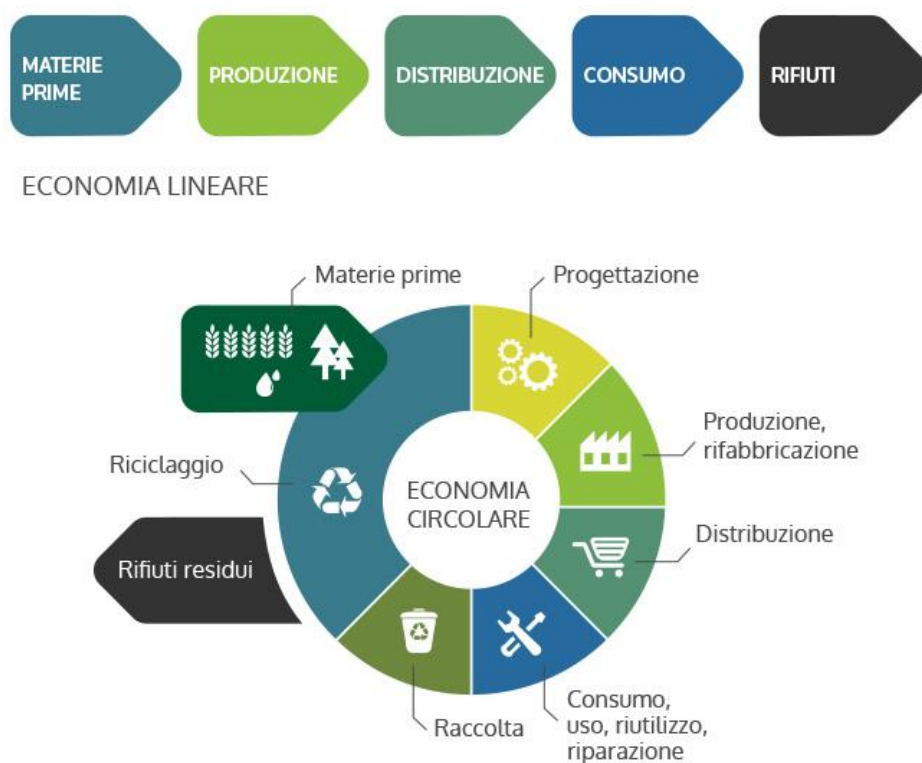 MATERIE
PRIME
PRODUZIONE
DISTRIBUZIONE
CONSUMO
RIFIUTI
ECONOMIA LINEARE
Materie prime
Progettazione
Produzione,
rifabbricazione
Riciclaggio
ECONOMIA
CIRCOLARE
Distribuzione
Rifiuti residui
Consumo,
uso, riutilizzo,
riparazione
Raccolta